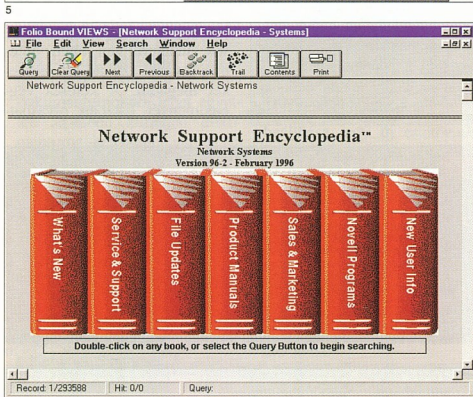 5
Folio Bound VIEWS - [Network Support Encyclopedia - Systems]
File Edit View Search Window Help
Query Clear Query Next Previous Backtrack Trail Contents Print
Network Support Encyclopedia - Network Systems
Network Support Encyclopedia™
Network Systems
Version 96-2 - February 1996
What's New
Service & Support
File Updates
Product Manuals
Sales & Marketing
Novell Programs
New User Info
Double-click on any book, or select the Query Button to begin searching.
Record: 1/293588 Hit: 0/0 Query: